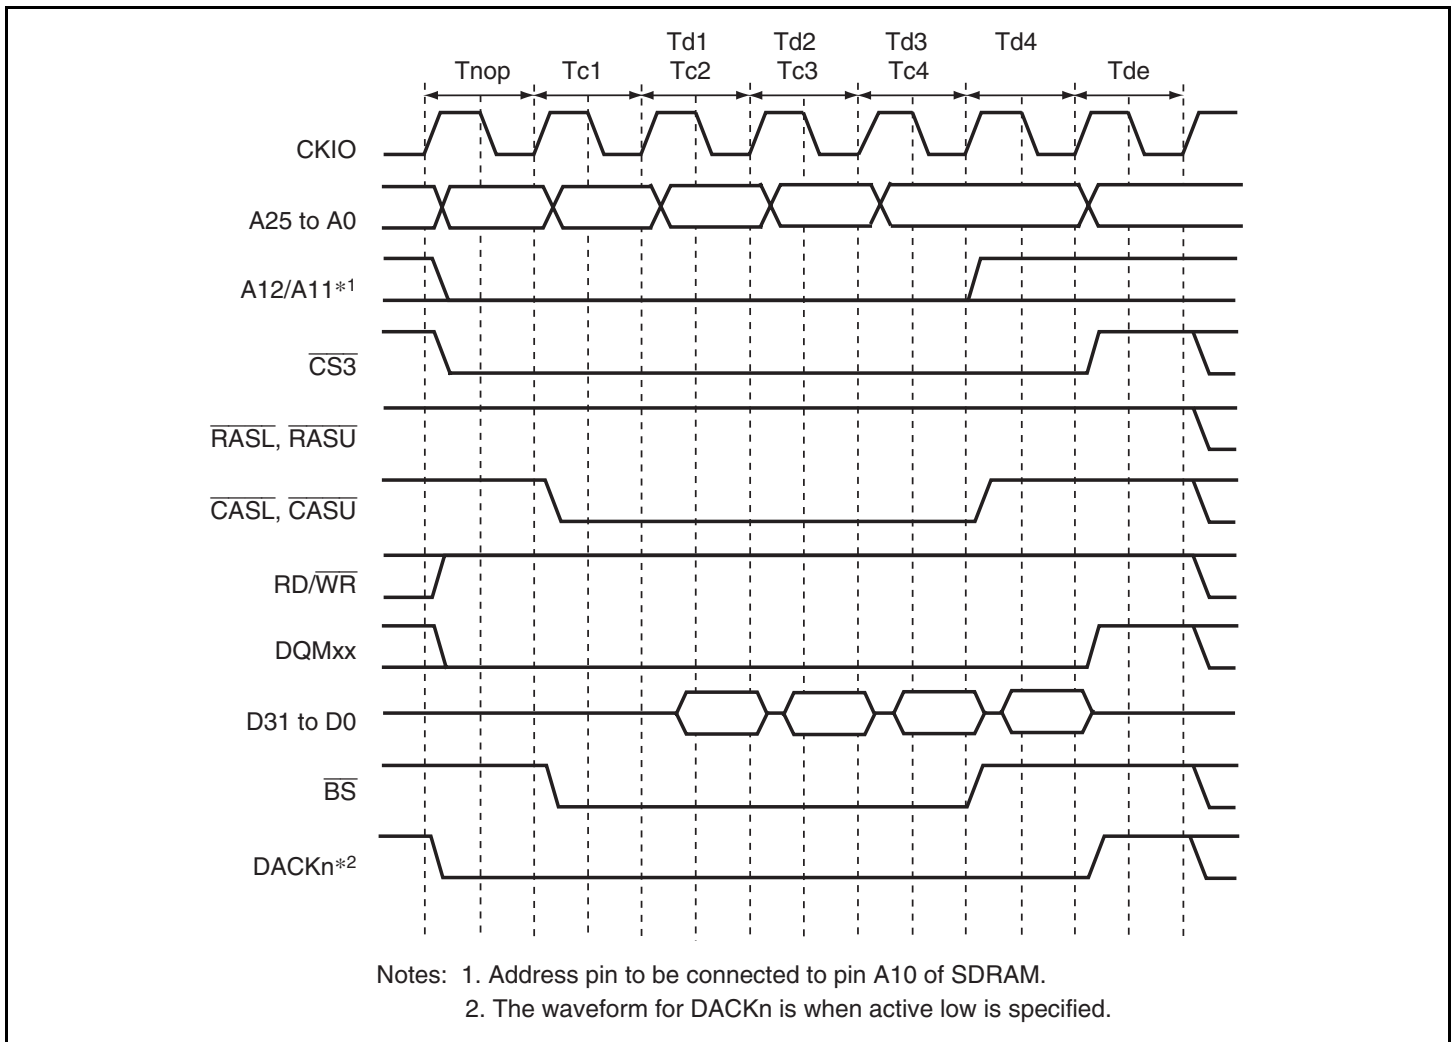 Td1 Td2 Td3 Td4
Tnop Tc1 Tc2 Tc3 Tc4 Tde
CKIO
A25 to A0
A12/A11*1
CS3
RASL, RASU
CASL, CASU
RD/WR
DQMxx
D31 to D0
BS
DACKn*2
Notes: 1. Address pin to be connected to pin A10 of SDRAM.
2. The waveform for DACKn is when active low is specified.